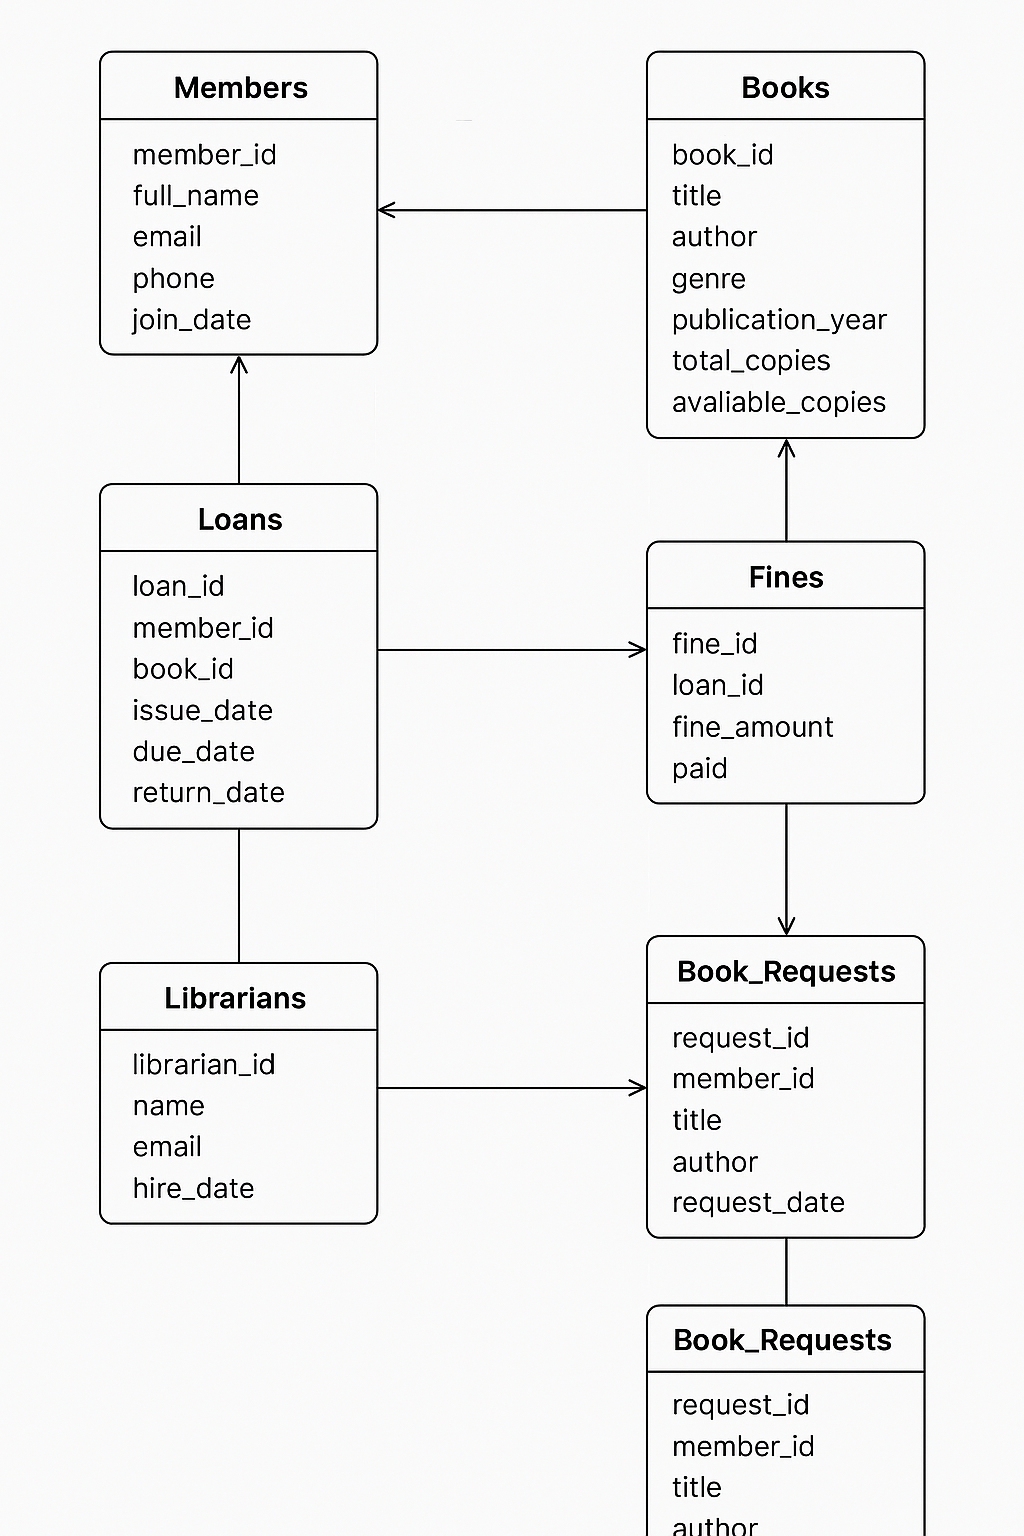 Members
member_id
full_name
email
phone
join_date
Books
book_id
title
author
genre
publication_year
total_copies
avaliable_copies
Loans
loan_id
member_id
book_id
issue_date
due_date
return_date
Fines
fine_id
loan_id
fine_amount
paid
Librarians
librarian_id
name
email
hire_date
Book_Requests
request_id
member_id
title
author
request_date
Book_Requests
request_id
member_id
title
author